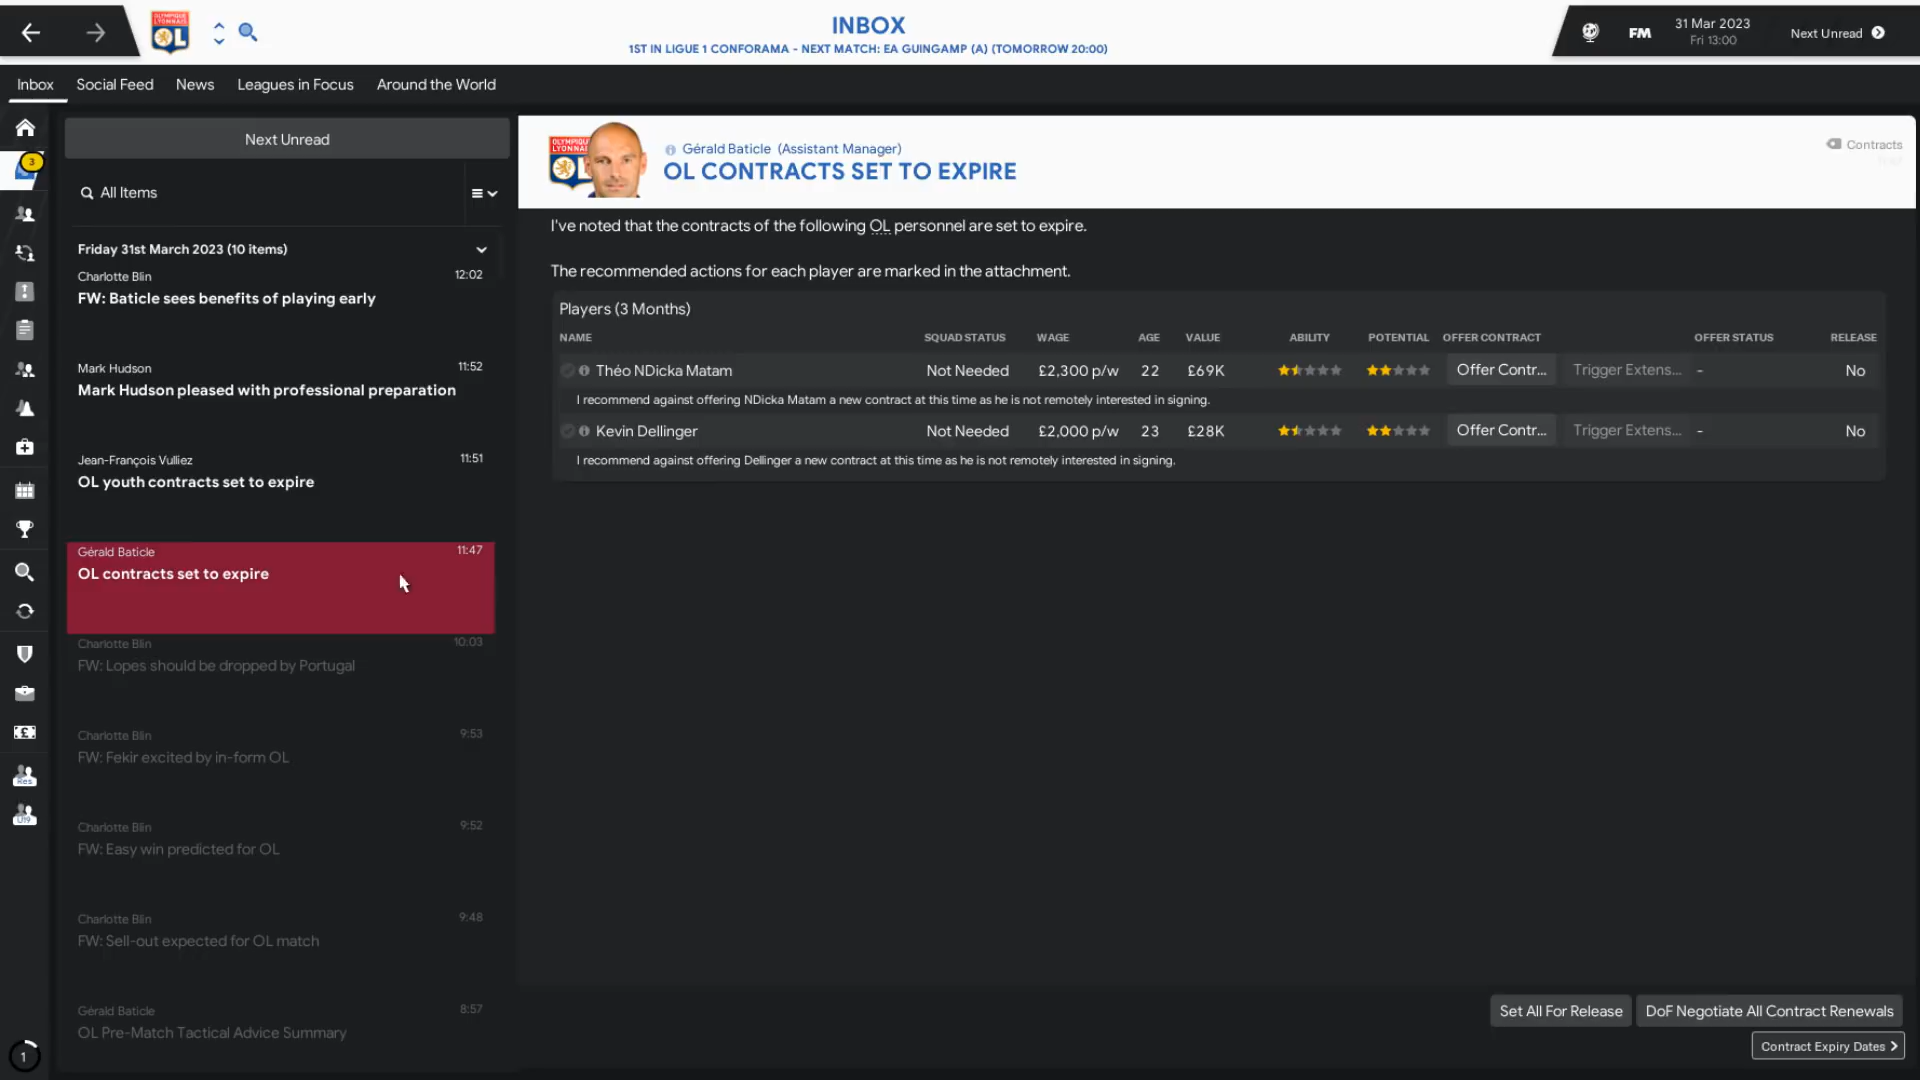 INBOX
1ST IN LIGUE 1 CONFORAMA - NEXT MATCH: EA GUINGAMP (A) (TOMORROW 20:00)
FM
31 Mar 2023
Fri 13:00
Next Unread
OLYMPIQUE LYONNAIS
OL
Inbox
Social Feed
News
Leagues in Focus
Around the World
3
Next Unread
All Items
Friday 31st March 2023 (10 items)
Charlotte Blin 12:02
FW: Baticle sees benefits of playing early
Mark Hudson 11:52
Mark Hudson pleased with professional preparation
Jean-François Vulliez 11:51
OL youth contracts set to expire
Gérald Baticle 11:47
OL contracts set to expire
Charlotte Blin 10:03
FW: Lopes should be dropped by Portugal
Charlotte Blin 9:53
FW: Fekir excited by in-form OL
Charlotte Blin 9:52
FW: Easy win predicted for OL
Charlotte Blin 9:48
FW: Sell-out expected for OL match
Gérald Baticle 8:57
OL Pre-Match Tactical Advice Summary
Res
U19
1
Gérald Baticle (Assistant Manager)
OL CONTRACTS SET TO EXPIRE
Contracts
I've noted that the contracts of the following OL personnel are set to expire.
The recommended actions for each player are marked in the attachment.
Players (3 Months)
NAME SQUAD STATUS WAGE AGE VALUE ABILITY POTENTIAL OFFER CONTRACT OFFER STATUS RELEASE
Théo NDicka Matam Not Needed £2,300 p/w 22 £69K Offer Contr... Trigger Extens... - No
I recommend against offering NDicka Matam a new contract at this time as he is not remotely interested in signing.
Kevin Dellinger Not Needed £2,000 p/w 23 £28K Offer Contr... Trigger Extens... - No
I recommend against offering Dellinger a new contract at this time as he is not remotely interested in signing.
Set All For Release
DoF Negotiate All Contract Renewals
Contract Expiry Dates